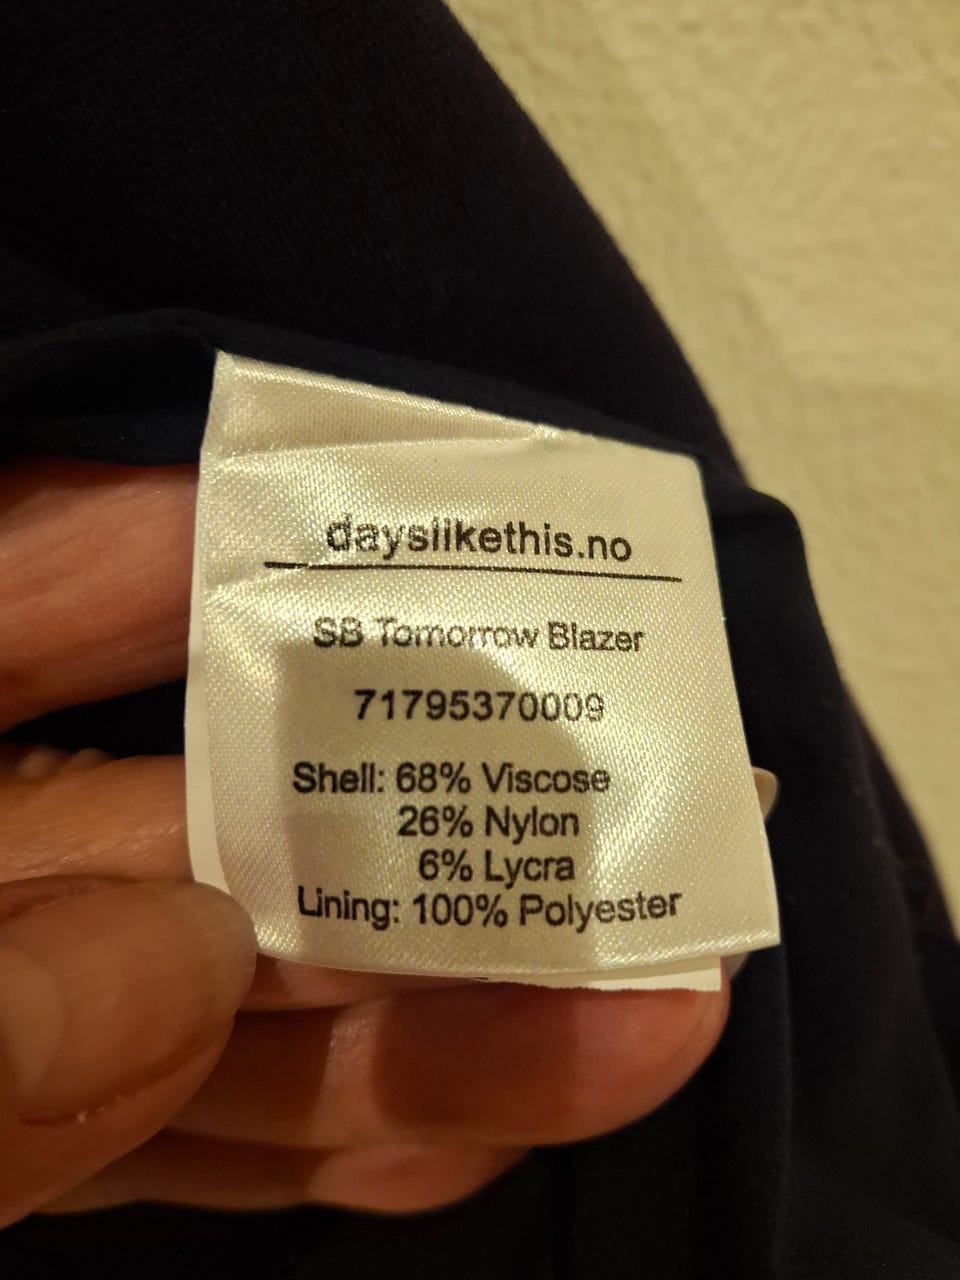 dayslikethis.no
SB Tomorrow Blazer
71795370009
Shell: 68% Viscose
26% Nylon
6% Lycra
Lining: 100% Polyester